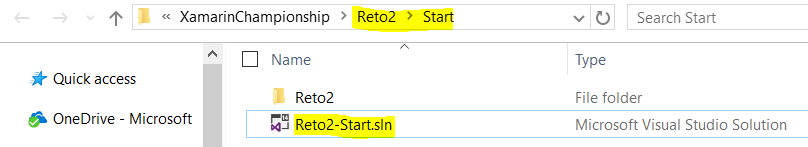 « XamarinChampionship > Reto2 > Start
Search Start
Quick access
OneDrive - Microsoft
Name
Type
Reto2
File folder
14
Reto2-Start.sln
Microsoft Visual Studio Solution